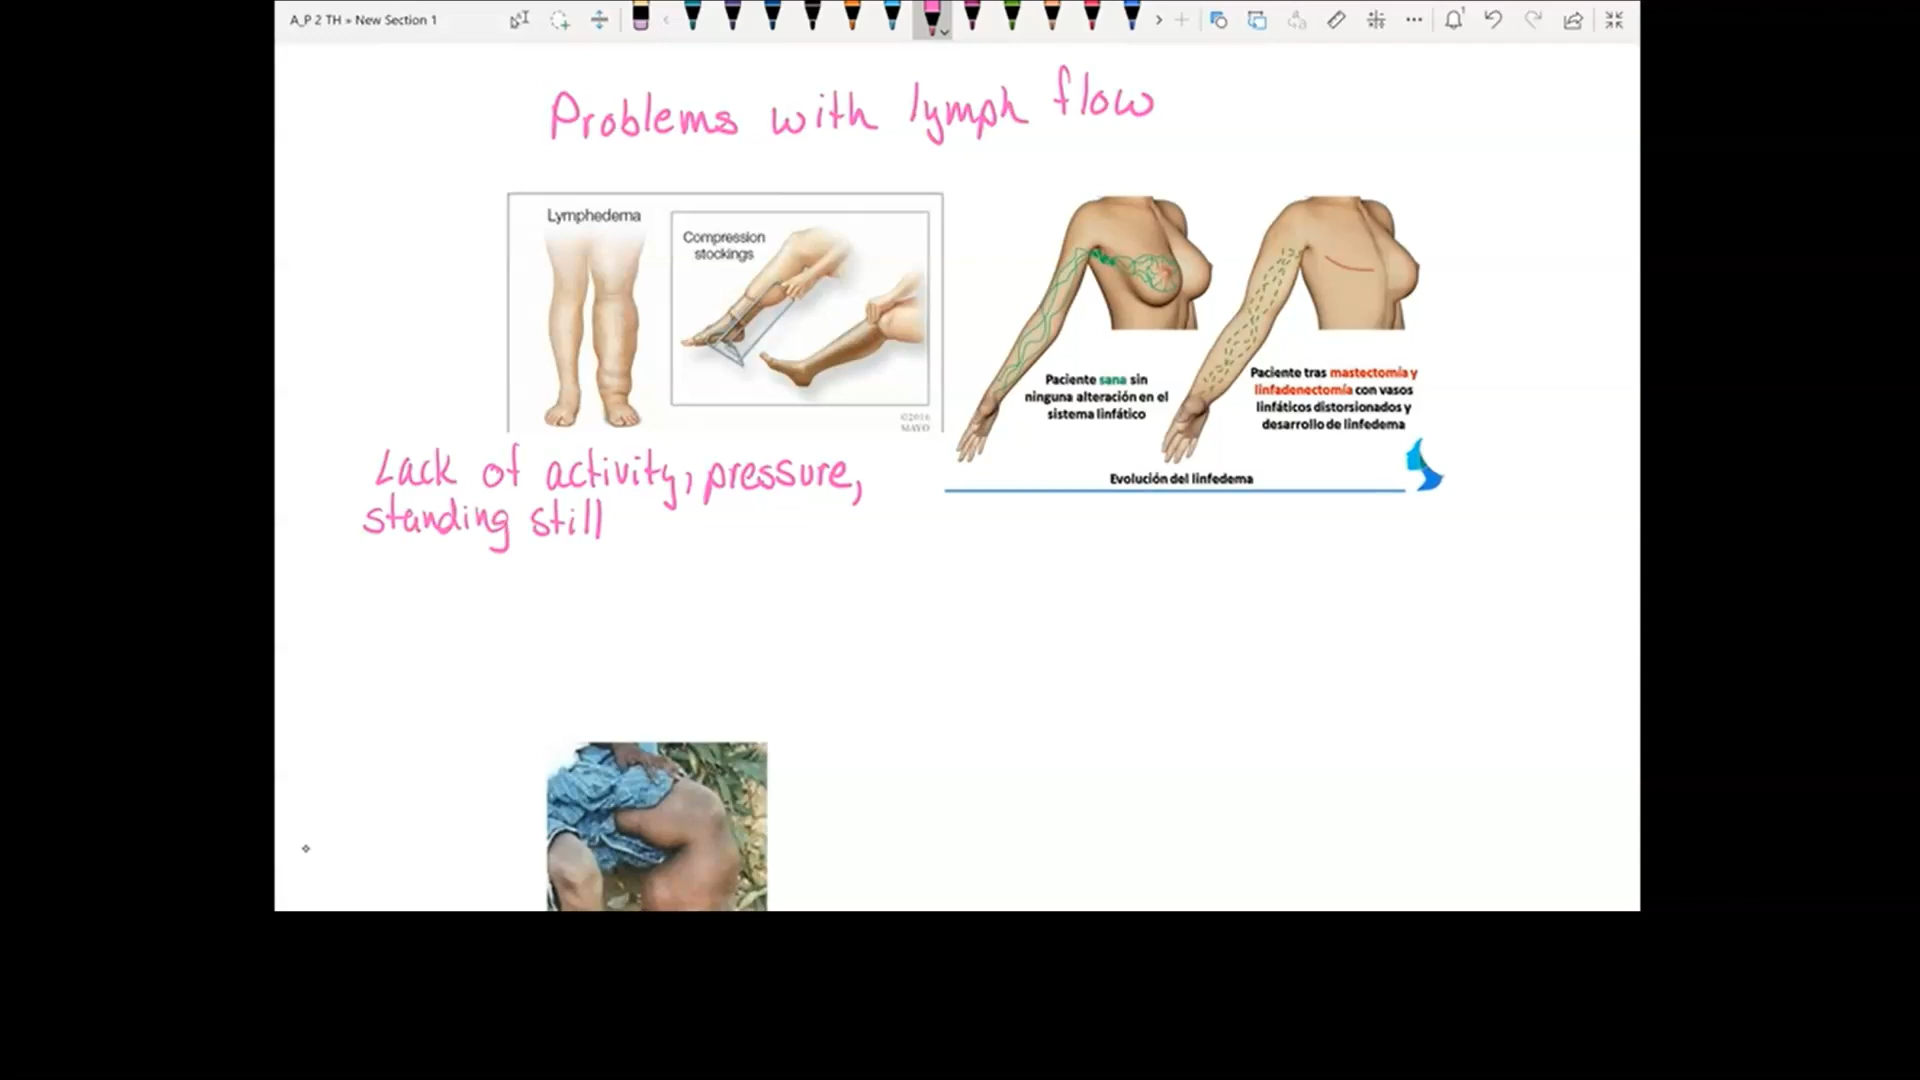 A_P 2 TH » New Section 1
Problems with lymph flow
Lymphedema
Compression
stockings
©2016
MAYO
Paciente sana sin
ninguna alteración en el
sistema linfático
Paciente tras mastectomía y
linfadenectomía con vasos
linfáticos distorsionados y
desarrollo de linfedema
Evolución del linfedema
Lack of activity, pressure,
standing still